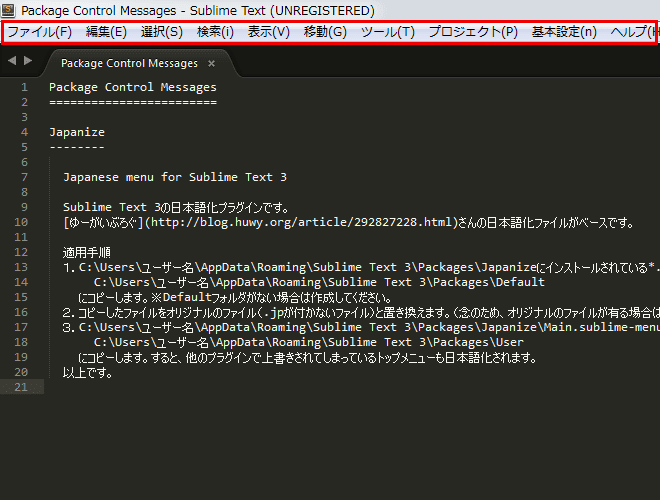 Package Control Messages - Sublime Text (UNREGISTERED)
ファイル(F) 編集(E) 選択(S) 検索(i) 表示(V) 移動(G) ツール(T) プロジェクト(P) 基本設定(n) ヘルプ(H
Package Control Messages ×
1 Package Control Messages
2 ========================
3
4 Japanize
5 --------
6
7 Japanese menu for Sublime Text 3
8
9 Sublime Text 3の日本語化プラグインです。
10 [ゆーがいぶろぐ](http://blog.huwy.org/article/292827228.html)さんの日本語化ファイルがベースです。
11
12 適用手順
13 1. C:\Users\ユーザー名\AppData\Roaming\Sublime Text 3\Packages\Japanizeにインストールされている*.
14 C:\Users\ユーザー名\AppData\Roaming\Sublime Text 3\Packages\Default
15 にコピーします。※Defaultフォルダがない場合は作成してください。
16 2. コピーしたファイルをオリジナルのファイル(.jpが付かないファイル)と置き換えます。(念のため、オリジナルのファイルが有る場合は
17 3. C:\Users\ユーザー名\AppData\Roaming\Sublime Text 3\Packages\Japanize\Main.sublime-menu
18 C:\Users\ユーザー名\AppData\Roaming\Sublime Text 3\Packages\User
19 にコピーします。すると、他のプラグインで上書きされてしまっているトップメニューも日本語化されます。
20 以上です。
21